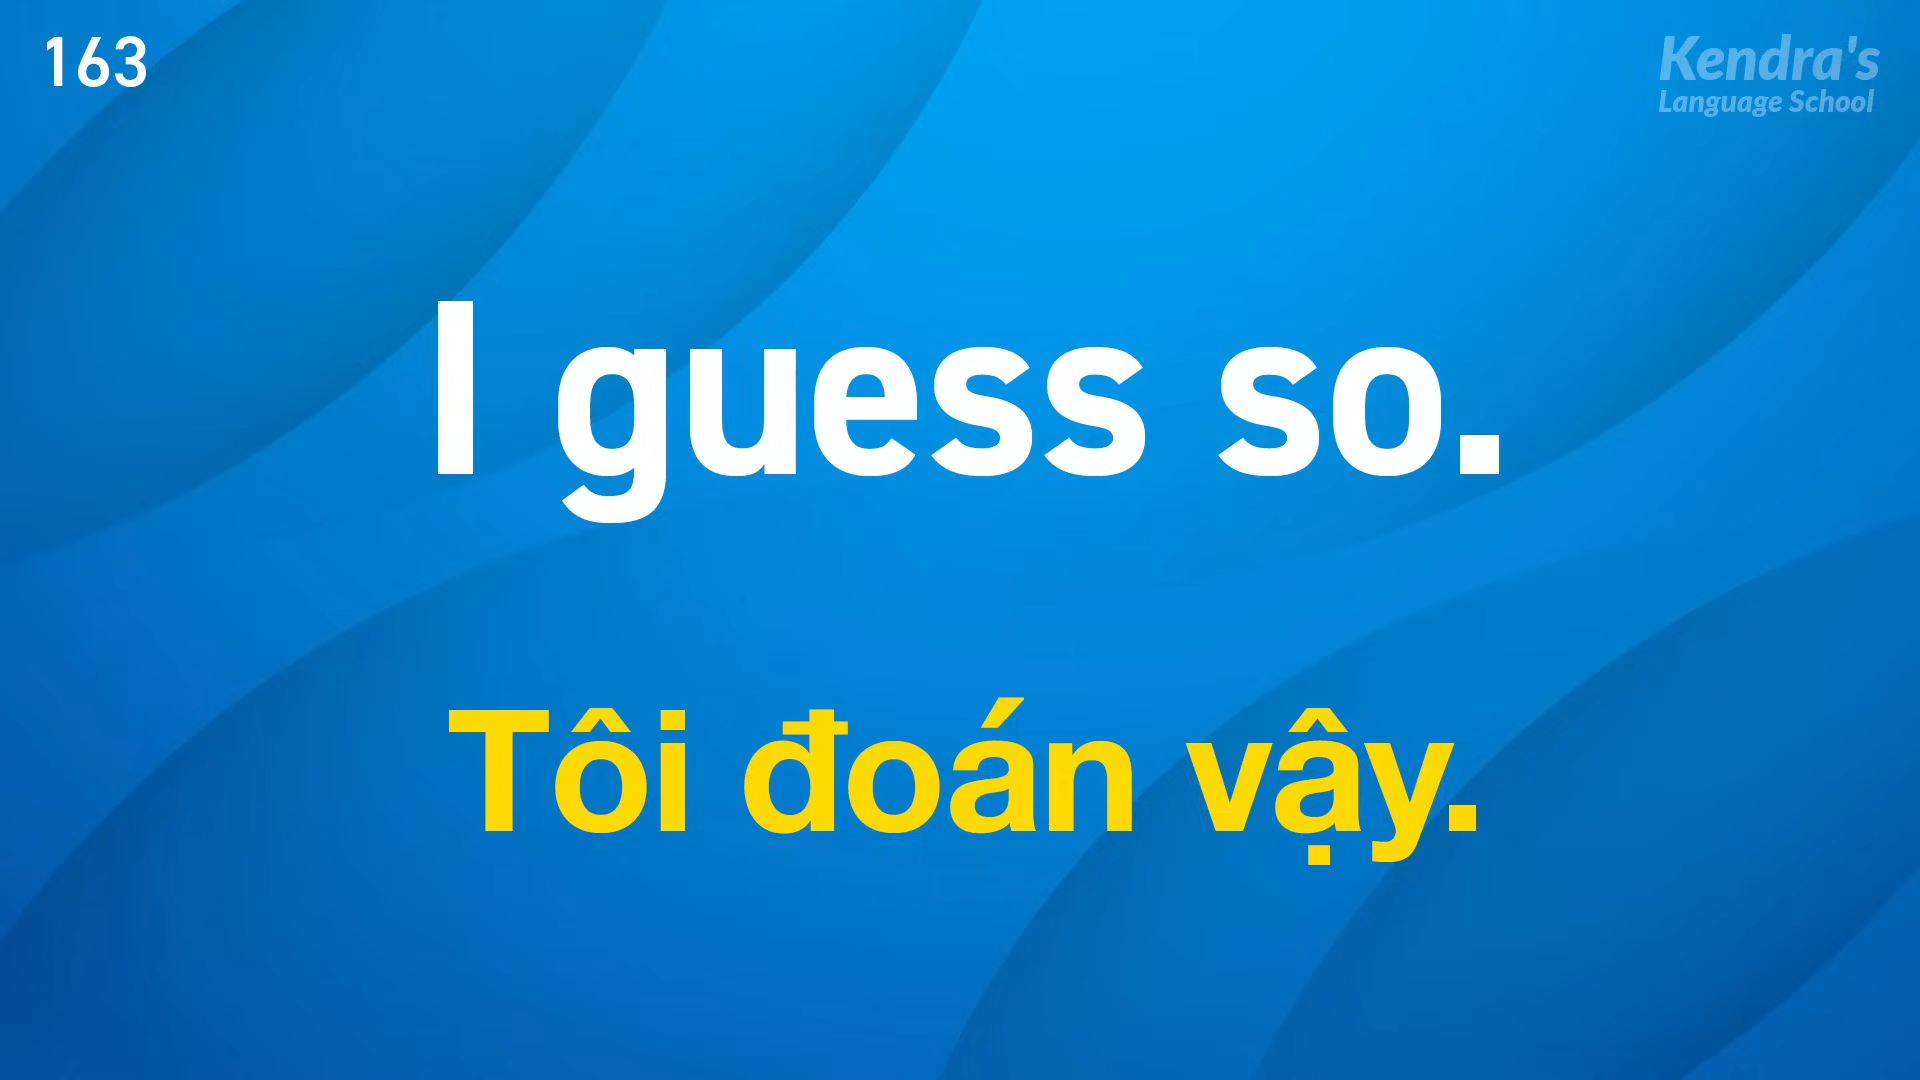 163
Kendra's
Language School
I guess so.
Tôi đoán vậy.